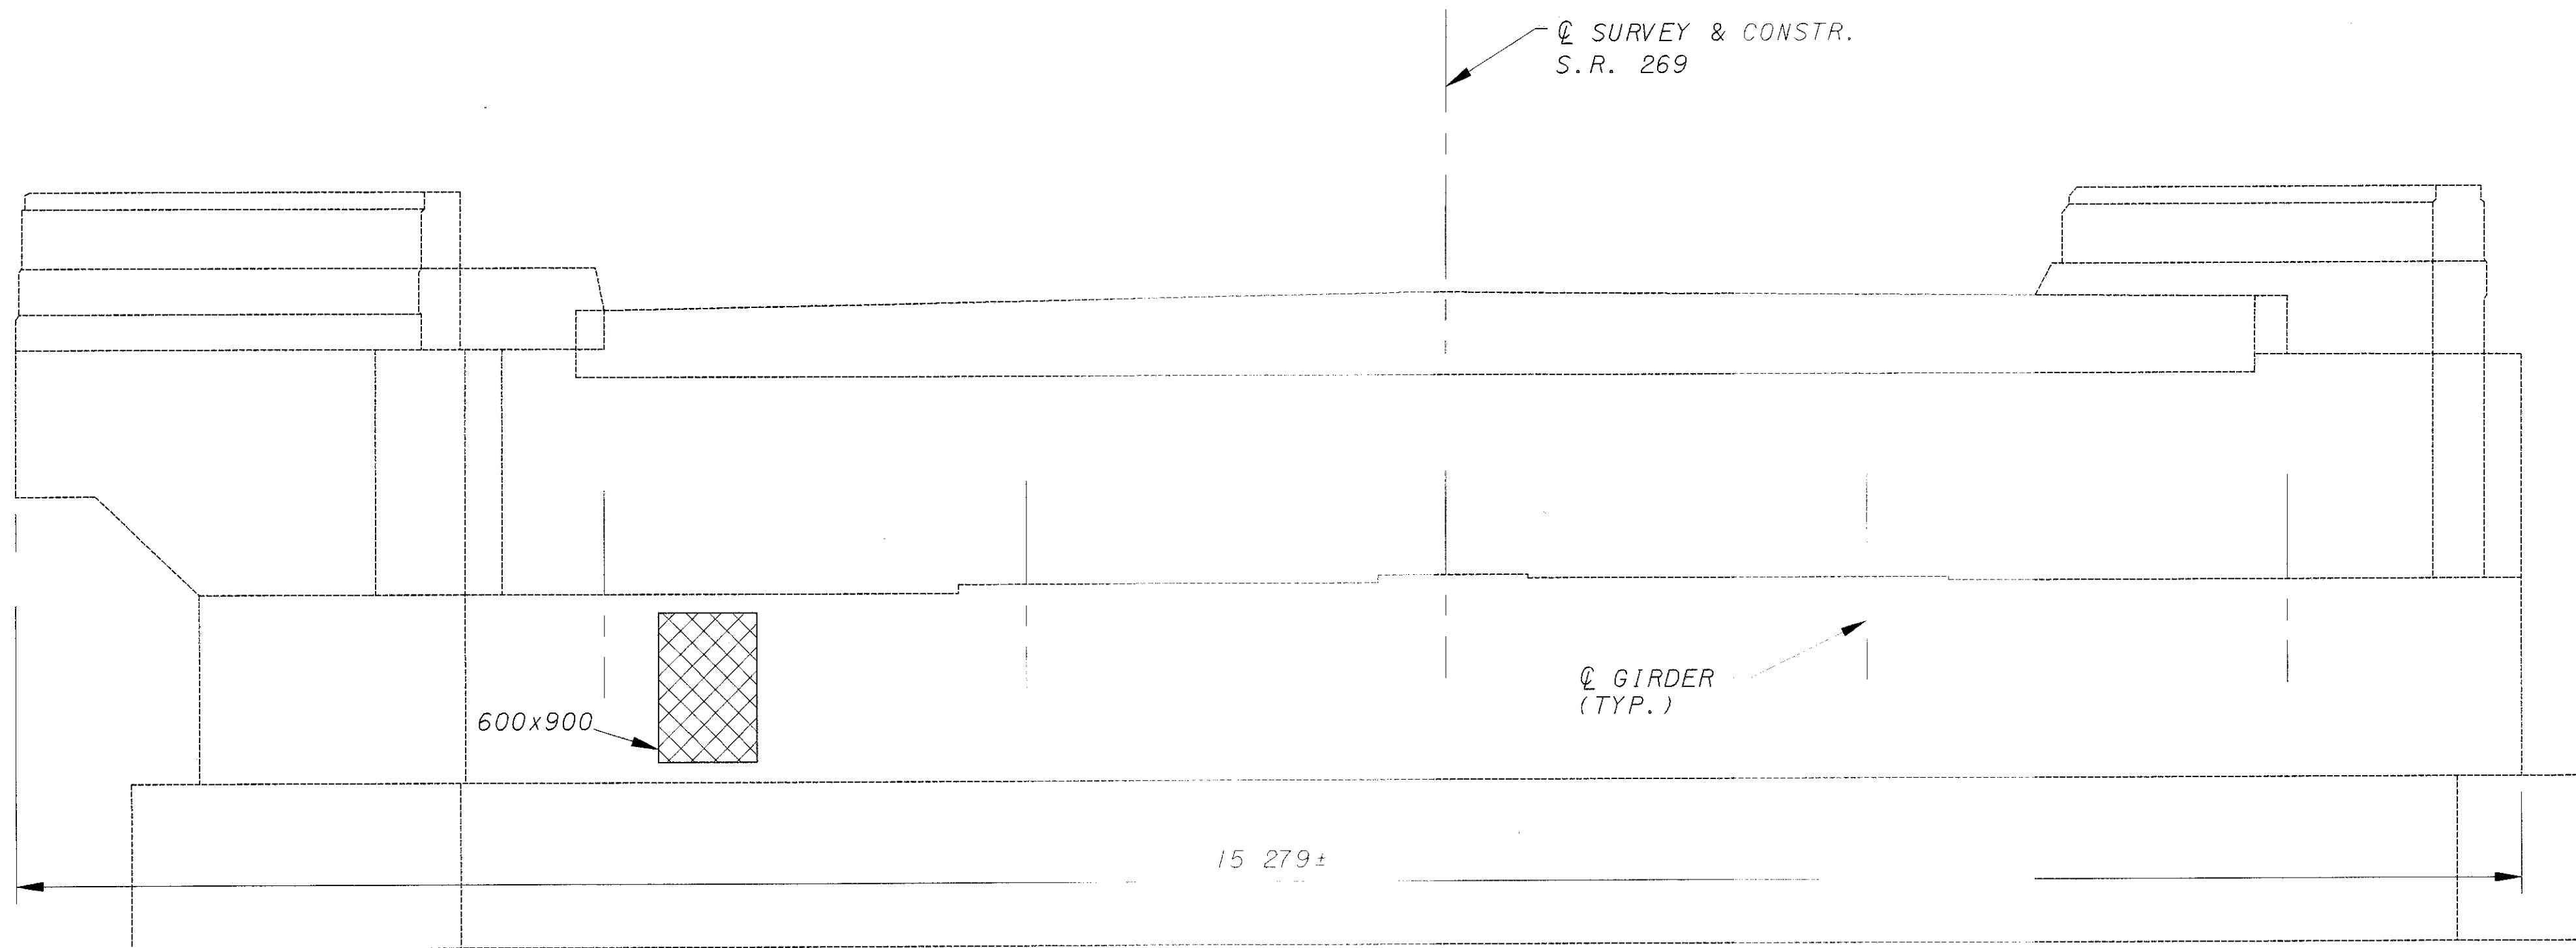 ℄ SURVEY & CONSTR.
S.R. 269
℄ GIRDER
(TYP.)
600x900
15 279±